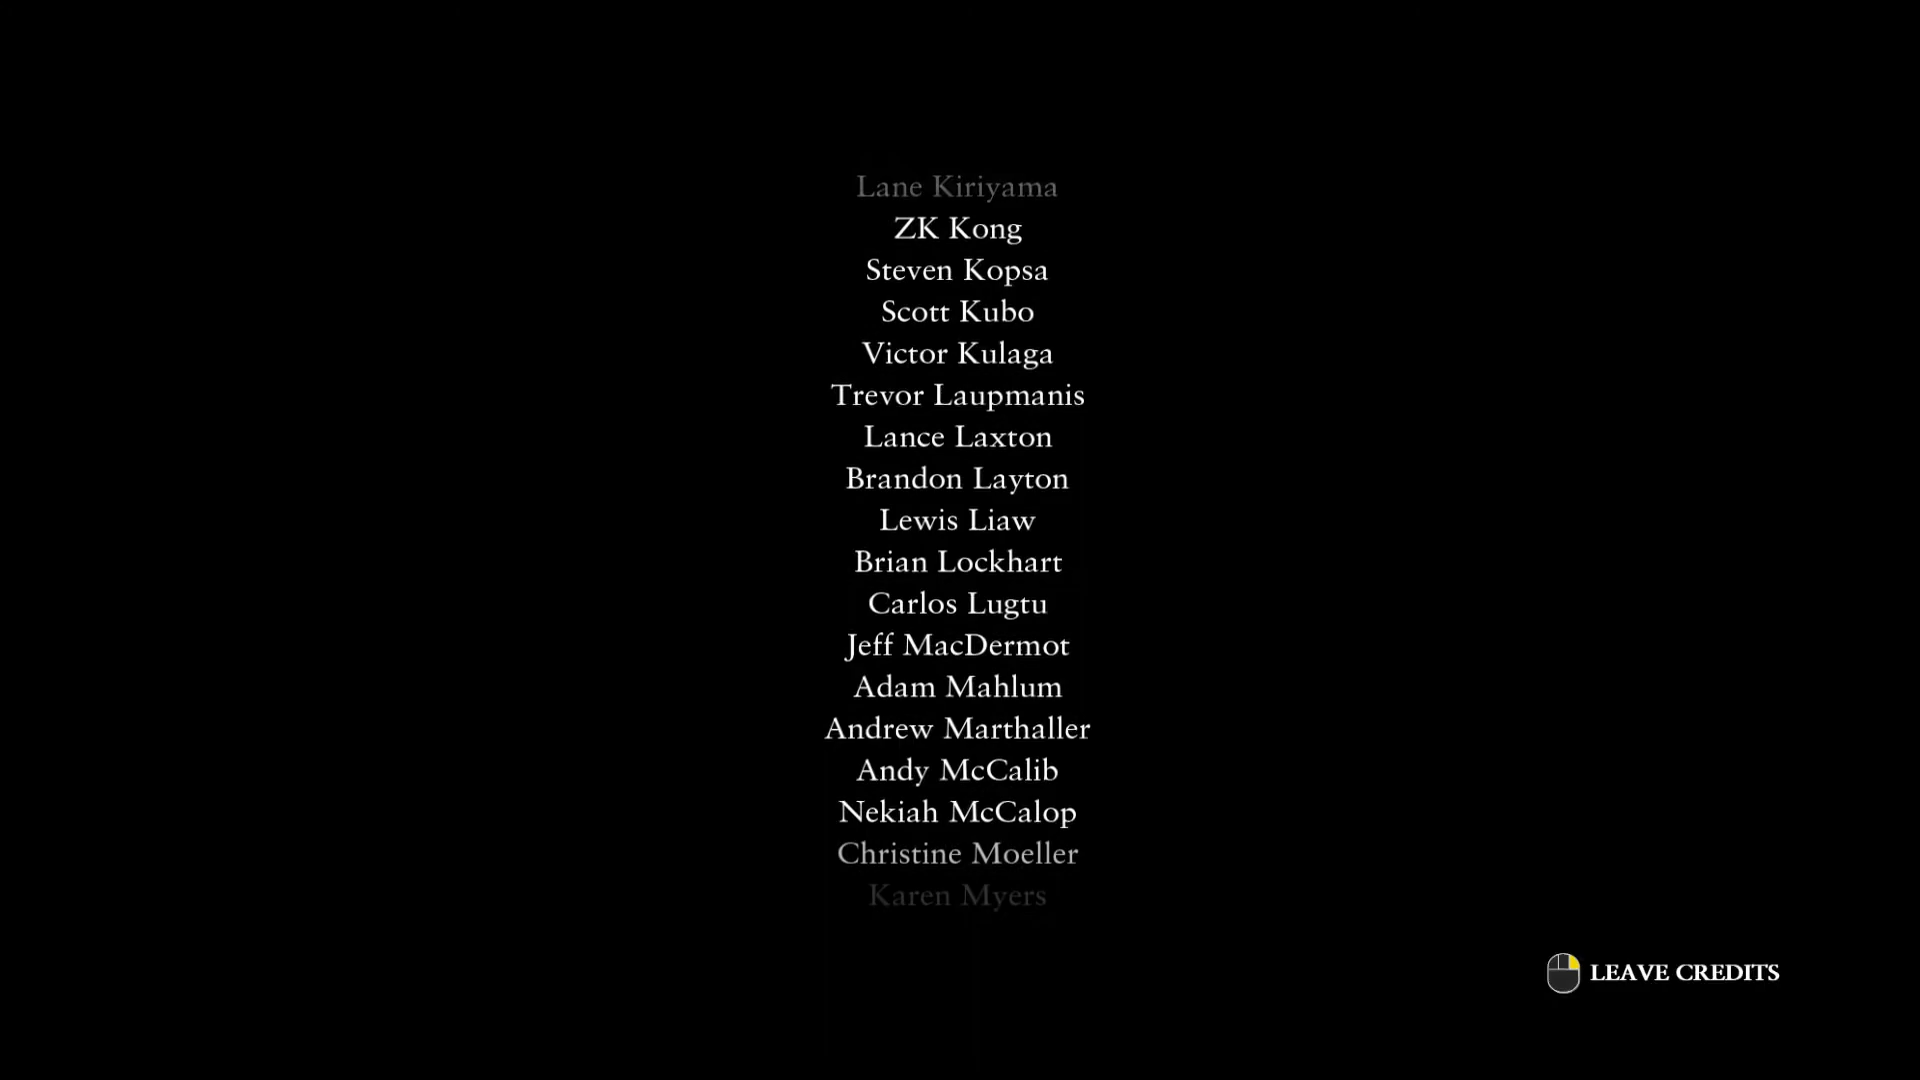 Lane Kiriyama
ZK Kong
Steven Kopsa
Scott Kubo
Victor Kulaga
Trevor Laupmanis
Lance Laxton
Brandon Layton
Lewis Liaw
Brian Lockhart
Carlos Lugtu
Jeff MacDermot
Adam Mahlum
Andrew Marthaller
Andy McCalib
Nekiah McCalop
Christine Moeller
Karen Myers
LEAVE CREDITS